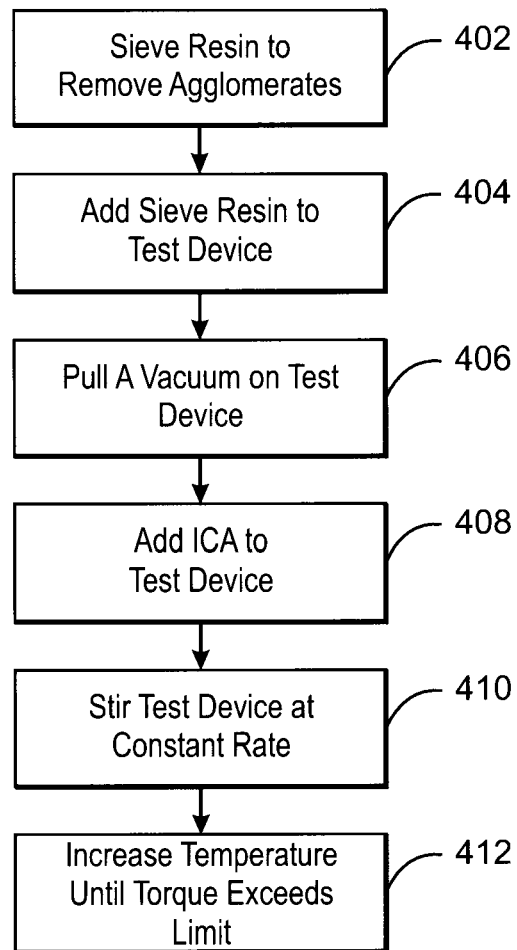 Sieve Resin to
Remove Agglomerates
402
Add Sieve Resin to
Test Device
404
Pull A Vacuum on Test
Device
406
Add ICA to
Test Device
408
Stir Test Device at
Constant Rate
410
Increase Temperature
Until Torque Exceeds
Limit
412